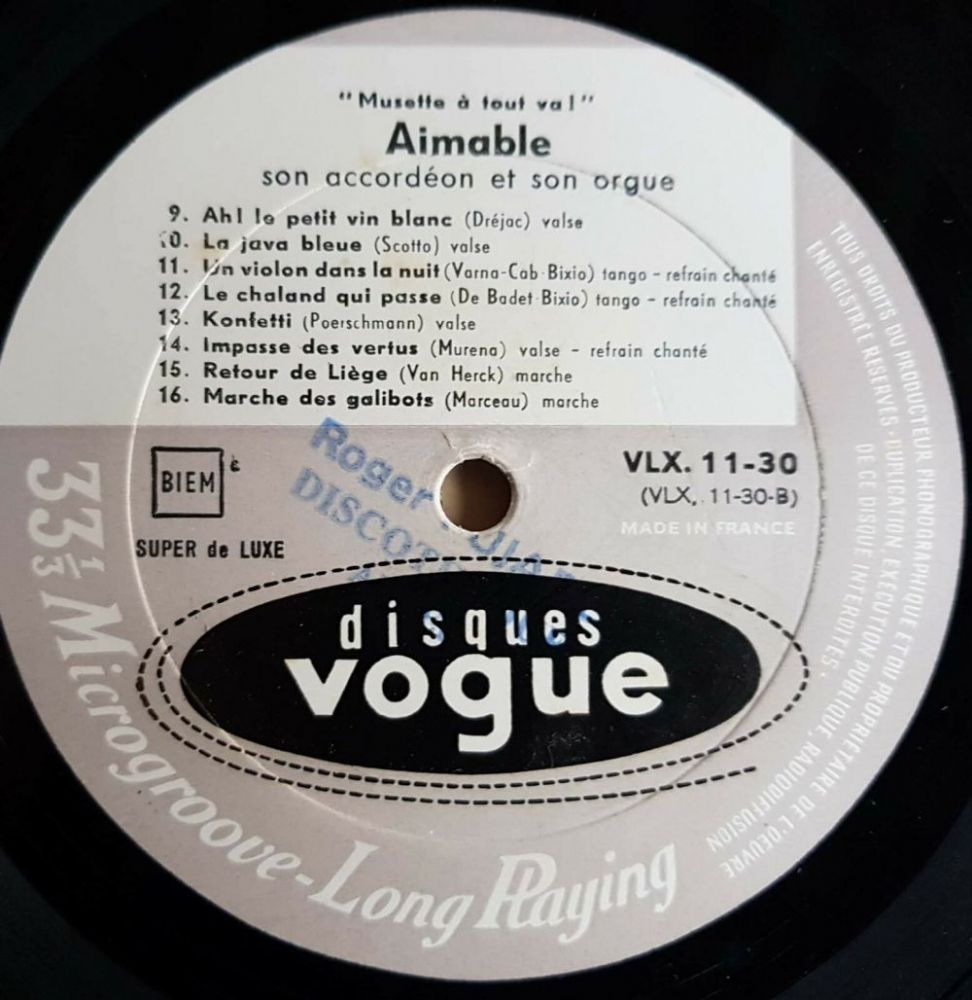 "Musette à tout va!"
Aimable
son accordéon et son orgue
9. Ah! le petit vin blanc (Dréjac) valse
10. La java bleue (Scotto) valse
11. Un violon dans la nuit (Varna-Cab-Bixio) tango - refrain chanté
12. Le chaland qui passe (De Badet-Bixio) tango - refrain chanté
13. Konfetti (Poerschmann) valse
14. Impasse des vertus (Murena) valse - refrain chanté
15. Retour de Liège (Van Herck) marche
16. Marche des galibots (Marceau) marche
BIEM
SUPER de LUXE
Roger
DISCOT
VLX. 11-30
(VLX. 11-30-B)
MADE IN FRANCE
disques
vogue
33⅓ Microgroove-Long Playing
TOUS DROITS DU PRODUCTEUR PHONOGRAPHIQUE ET DU PROPRIÉTAIRE DE L'OEUVRE
ENREGISTRÉE RÉSERVÉS. DUPLICATION, EXÉCUTION PUBLIQUE, RADIODIFFUSION
DE CE DISQUE INTERDITES